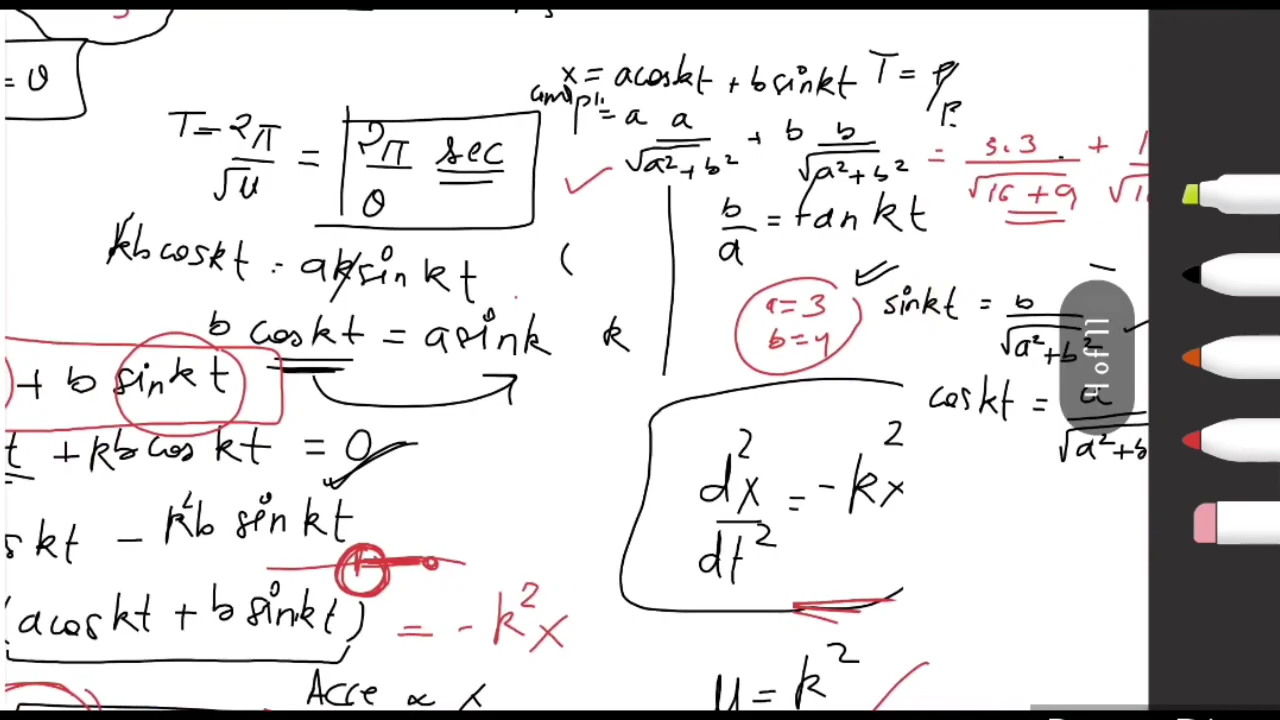 = 0
x = a cos kt + b sin kt T = P/P
T = 2π/√μ = 2π/0 sec
ampl. = a a/√a²+b² + b b/√a²+b² = 3.3/√16+9 +
b/a = tan kt
kb cos kt = ak sin kt (
a = 3
b = 4
sin kt = b/√a²+b²
b cos kt = a sin k k
+ b sin kt
cos kt = a/√a²+b
t + kb cos kt = 0
d²x/dt² = -k²x
skt - k²b sin kt
(a cos kt + b sin kt) = -k²x
μ = k²
Acce ∝ x
of 11